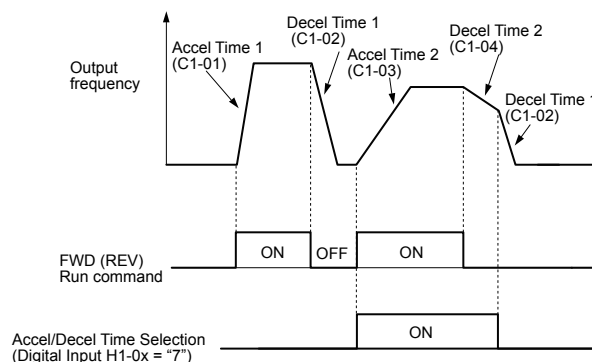 Output
frequency
Accel Time 1
(C1-01)
Decel Time 1
(C1-02)
Accel Time 2
(C1-03)
Decel Time 2
(C1-04)
Decel Time 1
(C1-02)
FWD (REV)
Run command
ON
OFF
ON
Accel/Decel Time Selection
(Digital Input H1-0x = “7”)
ON